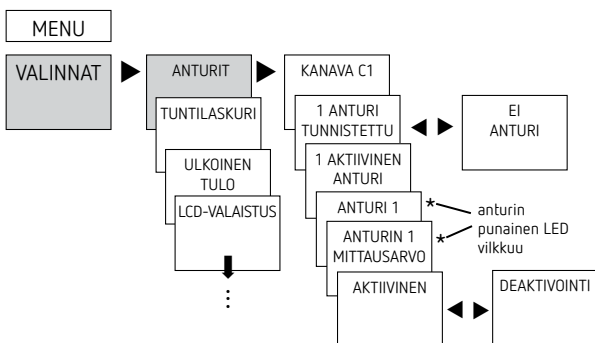 MENU
VALINNAT
ANTURIT
KANAVA C1
TUNTILASKURI
1 ANTURI
TUNNISTETTU
EI
ANTURI
ULKOINEN
TULO
1 AKTIIVINEN
ANTURI
LCD-VALAISTUS
ANTURI 1
*
anturin
punainen LED
vilkkuu
ANTURIN 1
MITTAUSARVO
*
AKTIIVINEN
DEAKTIVOINTI